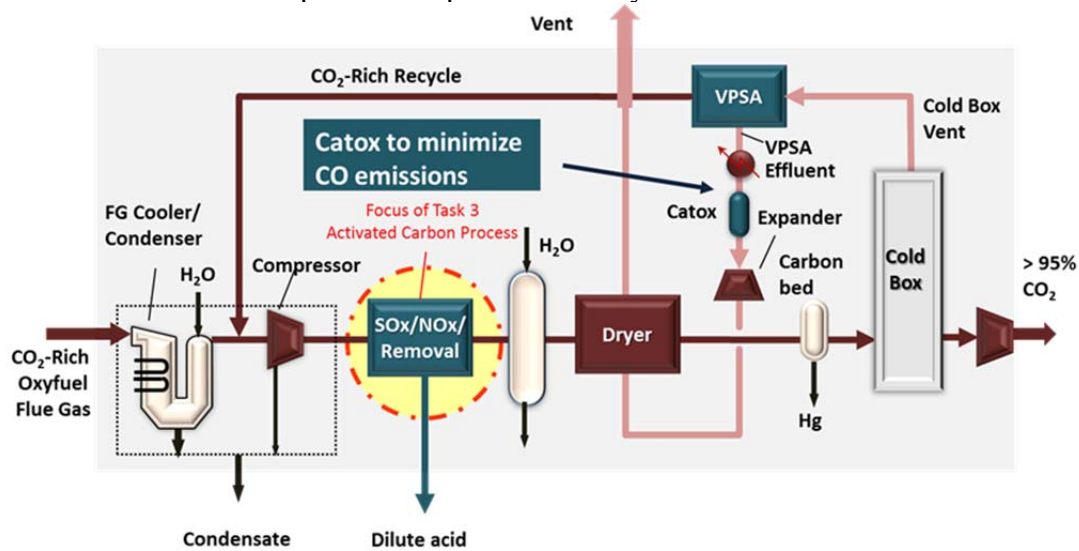 Vent
CO₂-Rich Recycle
VPSA
Cold Box
Vent
Catox to minimize
CO emissions
VPSA
Effluent
Focus of Task 3
Activated Carbon Process
FG Cooler/
Condenser
H₂O
Compressor
H₂O
Catox
Expander
Carbon
bed
Cold
Box
> 95%
CO₂
SOx/NOx/
Removal
Dryer
CO₂-Rich
Oxyfuel
Flue Gas
Hg
Condensate
Dilute acid